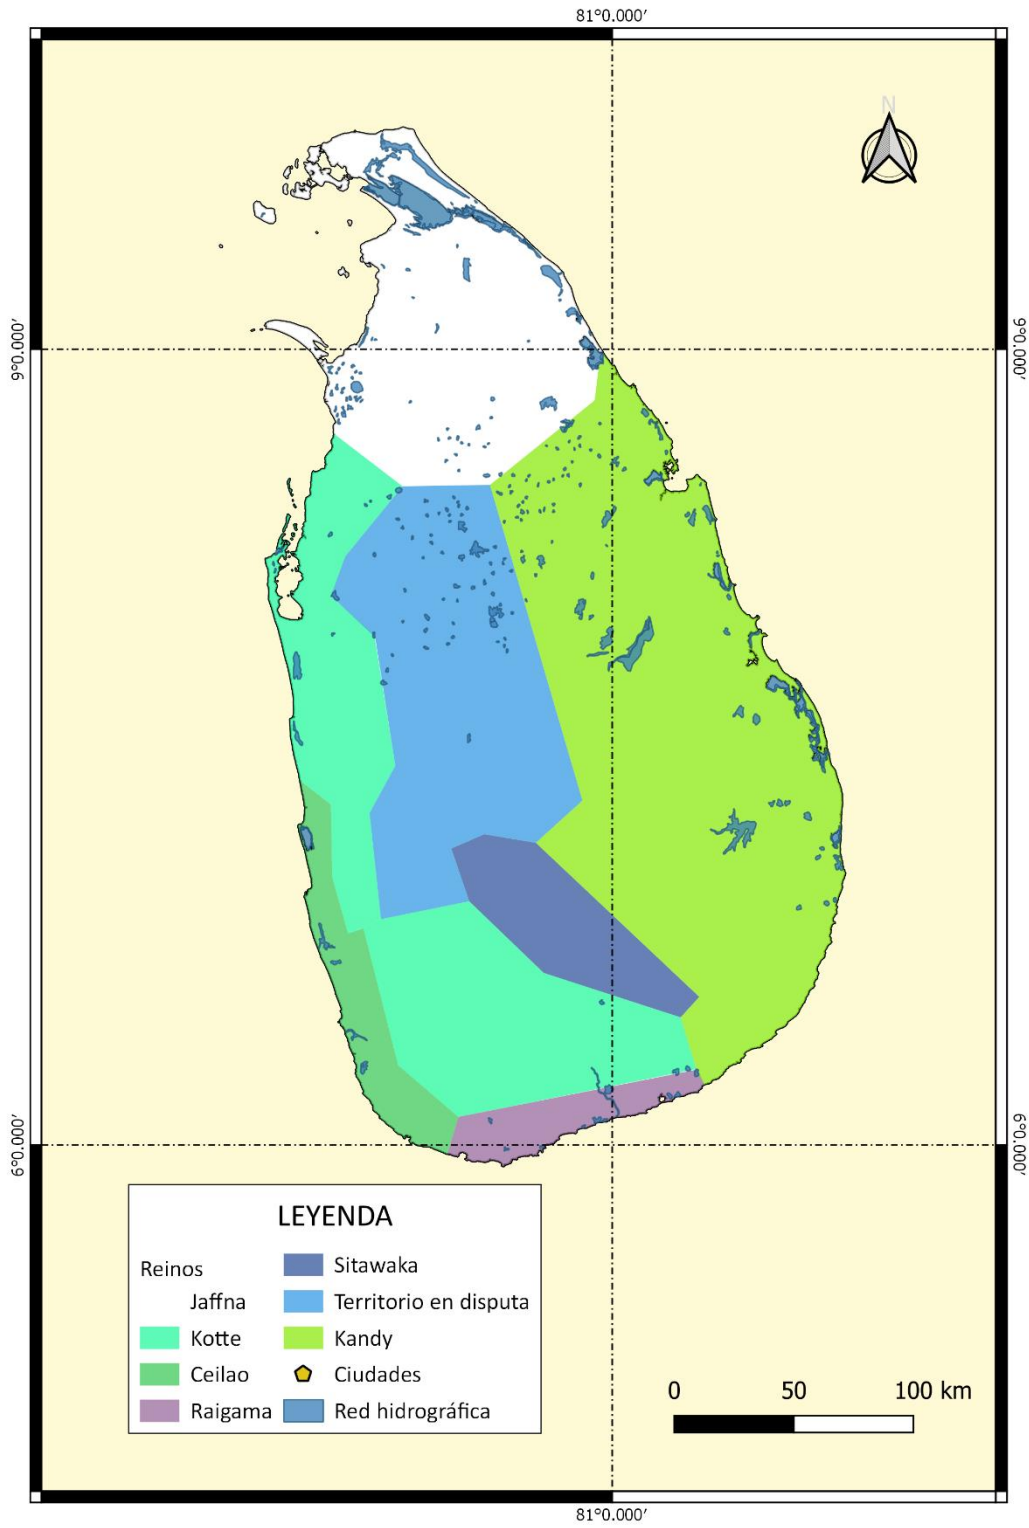 81°0.000′
N
9°0.000′
9°0.000′
6°0.000′
6°0.000′
LEYENDA
Reinos
Jaffna
Kotte
Ceilao
Raigama
Sitawaka
Territorio en disputa
Kandy
Ciudades
Red hidrográfica
0 50 100 km
81°0.000′